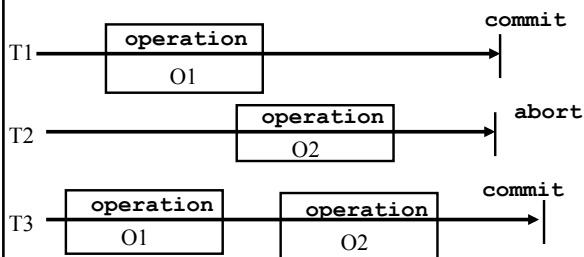 commit
operation
T1
O1
abort
operation
T2
O2
commit
operation operation
T3
O1 O2